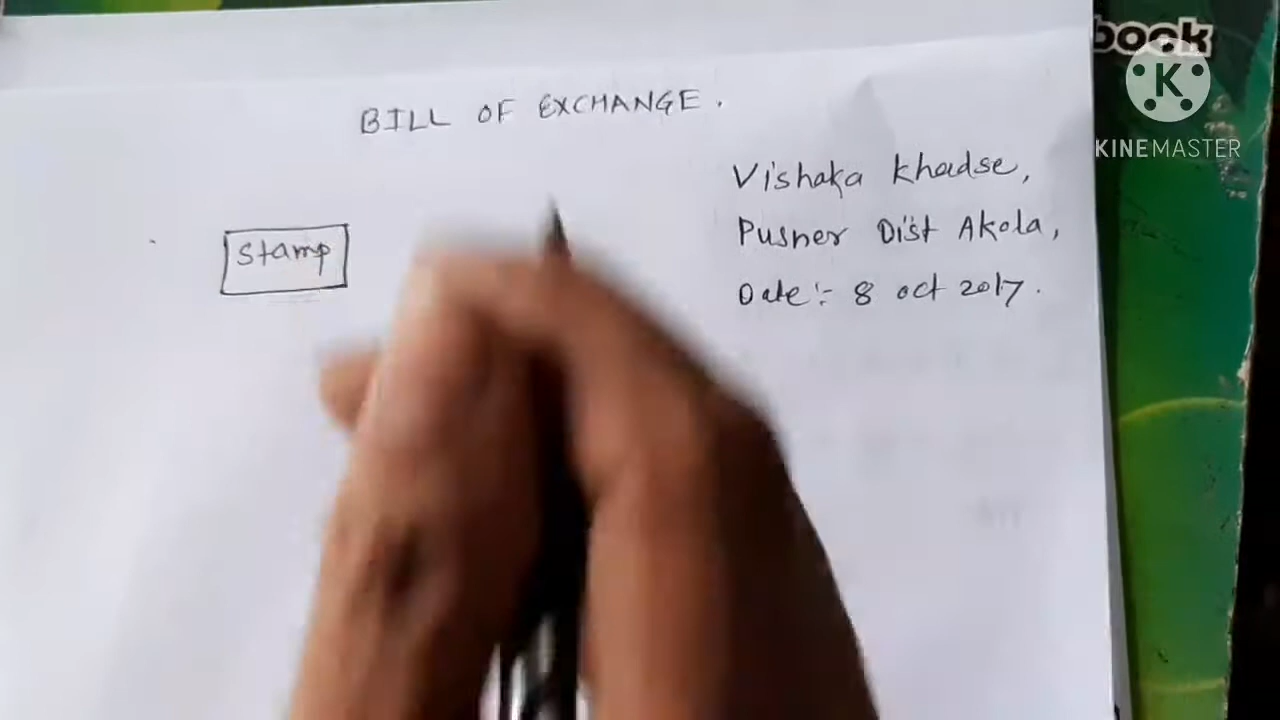 book
K
KINEMASTER
BILL OF EXCHANGE.
Vishaka Khadse,
Pusner Dist Akola,
Date:- 8 oct 2017.
Stamp